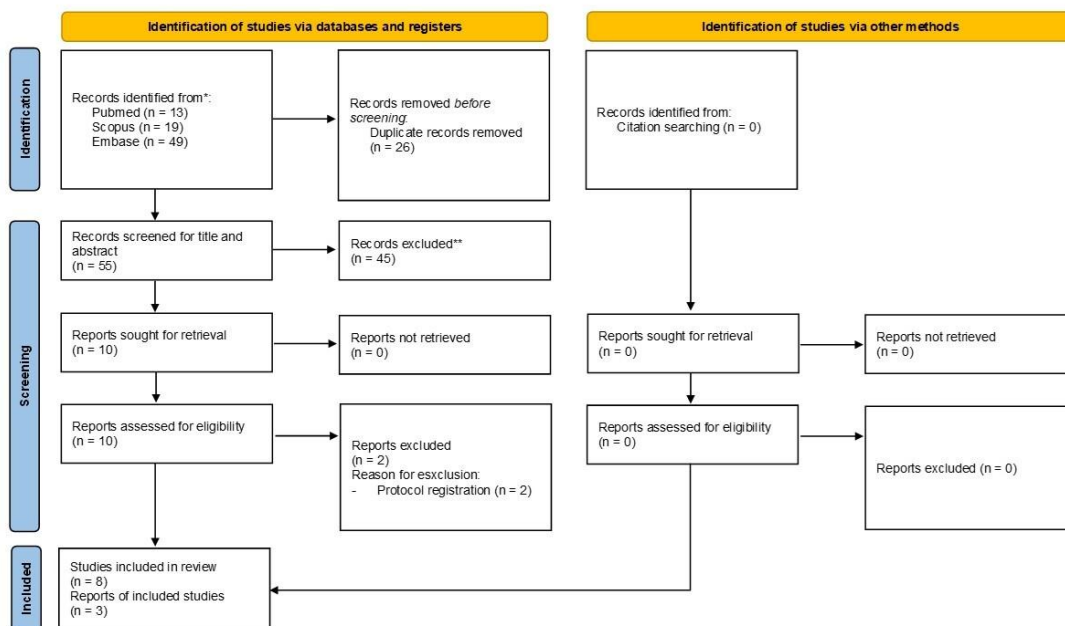 Identification of studies via databases and registers
Identification of studies via other methods
Identification
Records identified from*:
Pubmed (n = 13)
Scopus (n = 19)
Embase (n = 49)
Records removed before
screening:
Duplicate records removed
(n = 26)
Records identified from:
Citation searching (n = 0)
Screening
Records screened for title and
abstract
(n = 55)
Records excluded**
(n = 45)
Reports sought for retrieval
(n = 10)
Reports not retrieved
(n = 0)
Reports sought for retrieval
(n = 0)
Reports not retrieved
(n = 0)
Reports assessed for eligibility
(n = 10)
Reports excluded
(n = 2)
Reason for esxclusion:
- Protocol registration (n = 2)
Reports assessed for eligibility
(n = 0)
Reports excluded (n = 0)
Included
Studies included in review
(n = 8)
Reports of included studies
(n = 3)